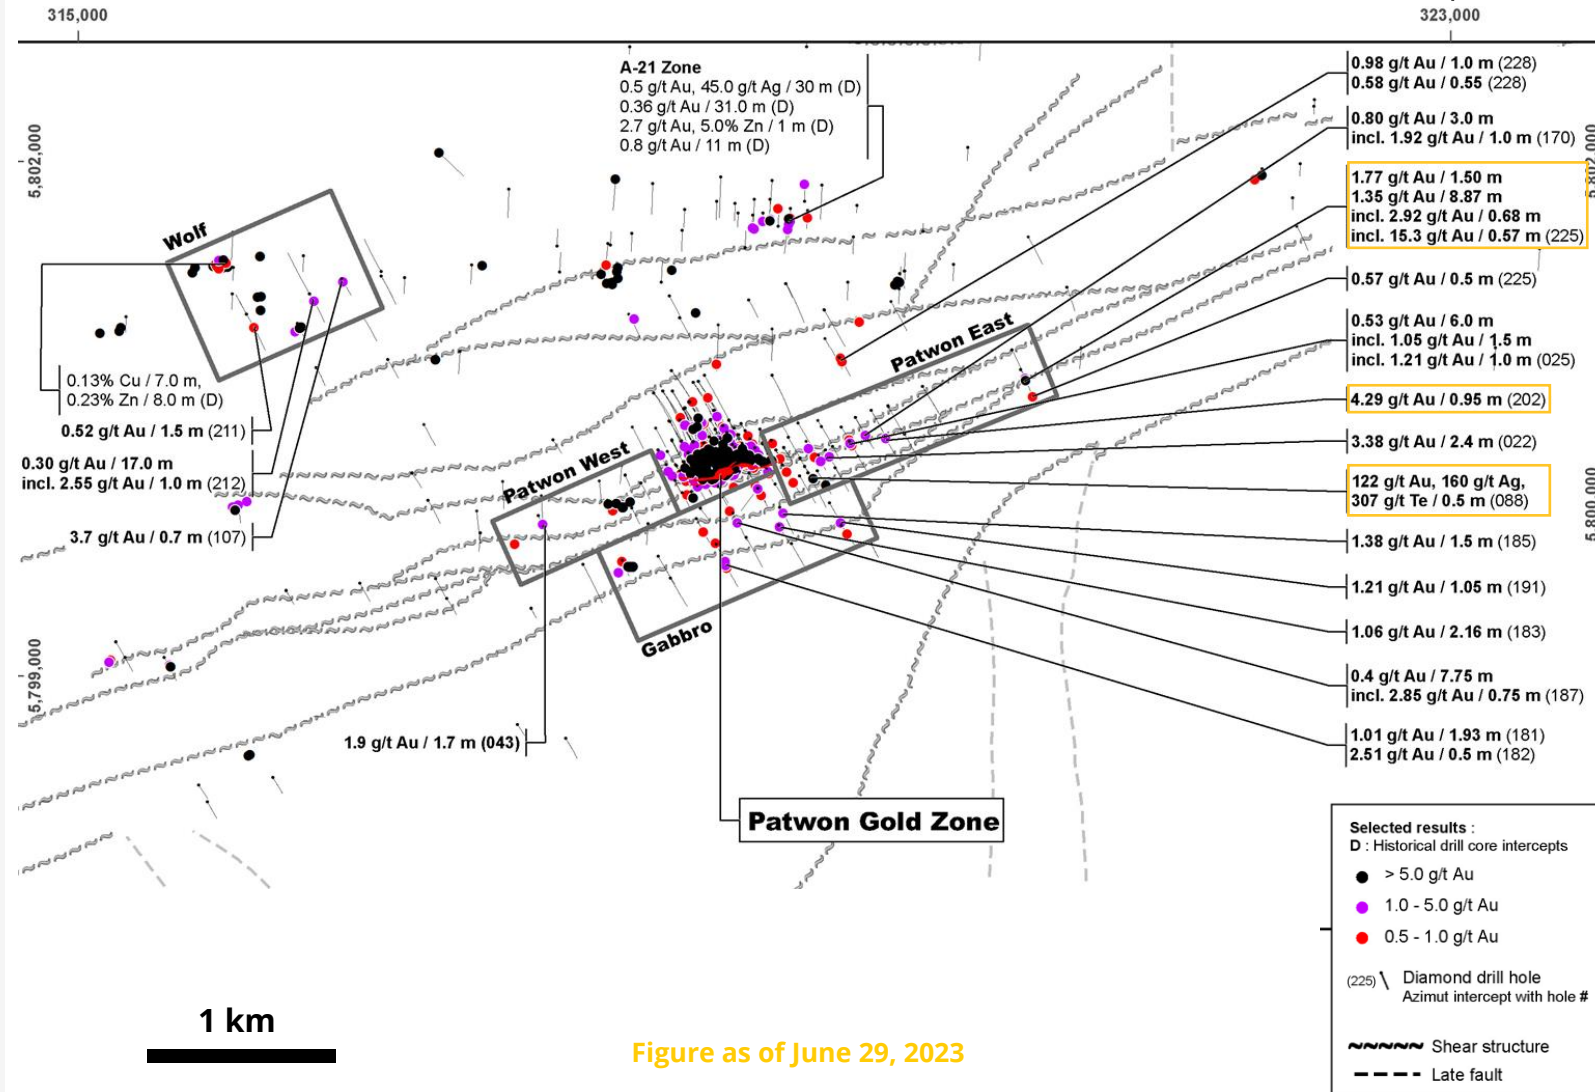 315,000
323,000
5,802,000
5,799,000
5,802,000
5,800,000
A-21 Zone
0.5 g/t Au, 45.0 g/t Ag / 30 m (D)
0.36 g/t Au / 31.0 m (D)
2.7 g/t Au, 5.0% Zn / 1 m (D)
0.8 g/t Au / 11 m (D)
0.98 g/t Au / 1.0 m (228)
0.58 g/t Au / 0.55 (228)
0.80 g/t Au / 3.0 m
incl. 1.92 g/t Au / 1.0 m (170)
1.77 g/t Au / 1.50 m
1.35 g/t Au / 8.87 m
incl. 2.92 g/t Au / 0.68 m
incl. 15.3 g/t Au / 0.57 m (225)
0.57 g/t Au / 0.5 m (225)
0.53 g/t Au / 6.0 m
incl. 1.05 g/t Au / 1.5 m
incl. 1.21 g/t Au / 1.0 m (025)
4.29 g/t Au / 0.95 m (202)
3.38 g/t Au / 2.4 m (022)
122 g/t Au, 160 g/t Ag,
307 g/t Te / 0.5 m (088)
1.38 g/t Au / 1.5 m (185)
1.21 g/t Au / 1.05 m (191)
1.06 g/t Au / 2.16 m (183)
0.4 g/t Au / 7.75 m
incl. 2.85 g/t Au / 0.75 m (187)
1.01 g/t Au / 1.93 m (181)
2.51 g/t Au / 0.5 m (182)
Wolf
0.13% Cu / 7.0 m,
0.23% Zn / 8.0 m (D)
0.52 g/t Au / 1.5 m (211)
0.30 g/t Au / 17.0 m
incl. 2.55 g/t Au / 1.0 m (212)
3.7 g/t Au / 0.7 m (107)
Patwon East
Patwon West
Gabbro
1.9 g/t Au / 1.7 m (043)
Patwon Gold Zone
Selected results :
D : Historical drill core intercepts
> 5.0 g/t Au
1.0 - 5.0 g/t Au
0.5 - 1.0 g/t Au
(225) Diamond drill hole
Azimut intercept with hole #
Shear structure
Late fault
1 km
Figure as of June 29, 2023